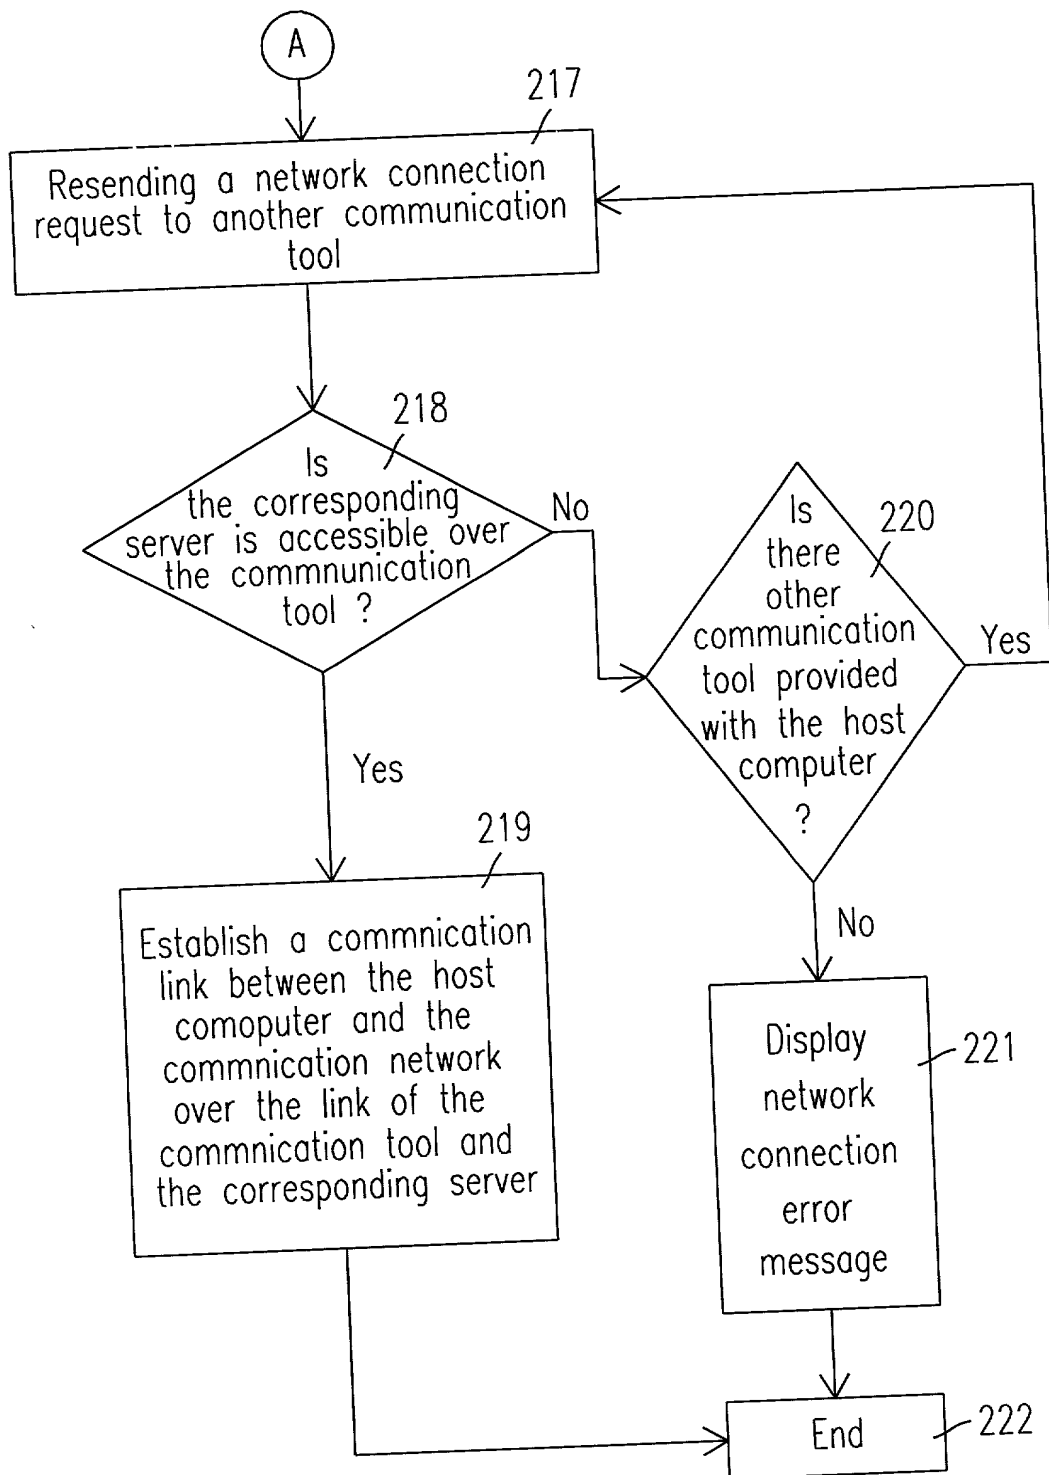 A
217
Resending a network connection
request to another communication
tool
218
Is
the corresponding
server is accessible over
the commnunication
tool ?
No
220
Is
there
other
communication
tool provided
with the host
computer
?
Yes
Yes
219
Establish a commnication
link between the host
comoputer and the
commnication network
over the link of the
commnication tool and
the corresponding server
No
Display
network
connection
error
message
221
End
222